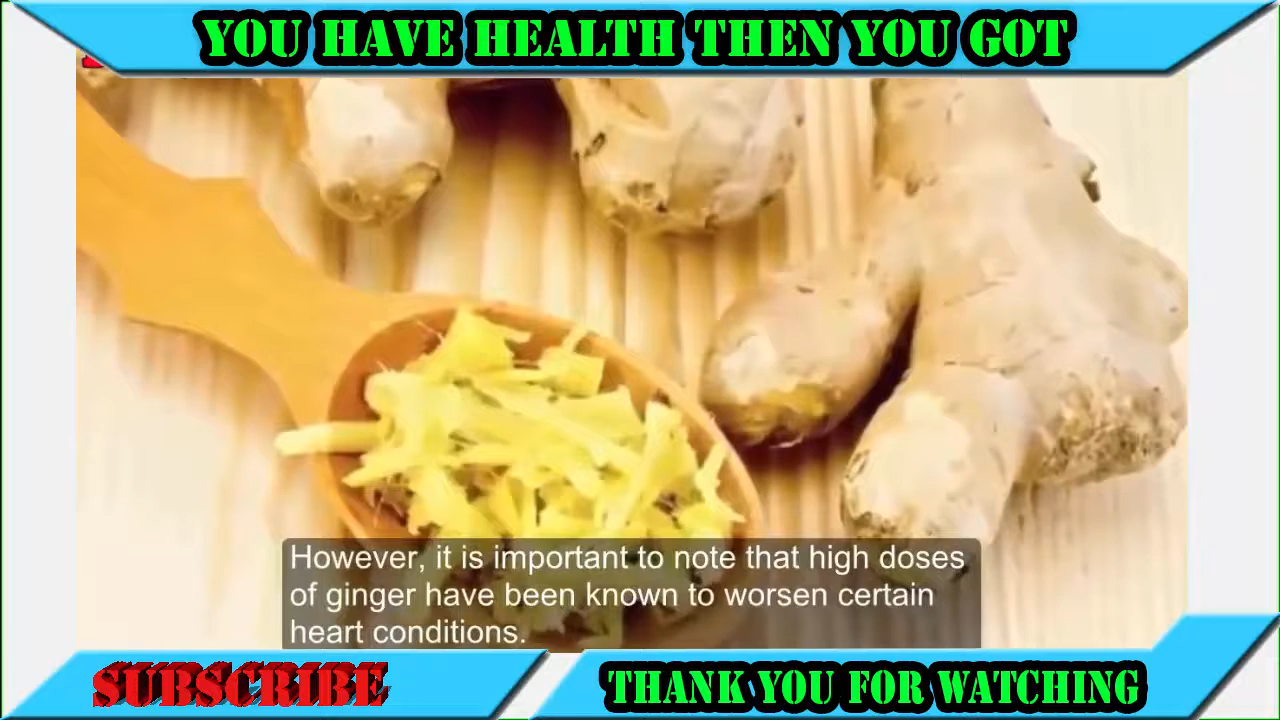 YOU HAVE HEALTH THEN YOU GOT
However, it is important to note that high doses
of ginger have been known to worsen certain
heart conditions.
SUBSCRIBE
THANK YOU FOR WATCHING